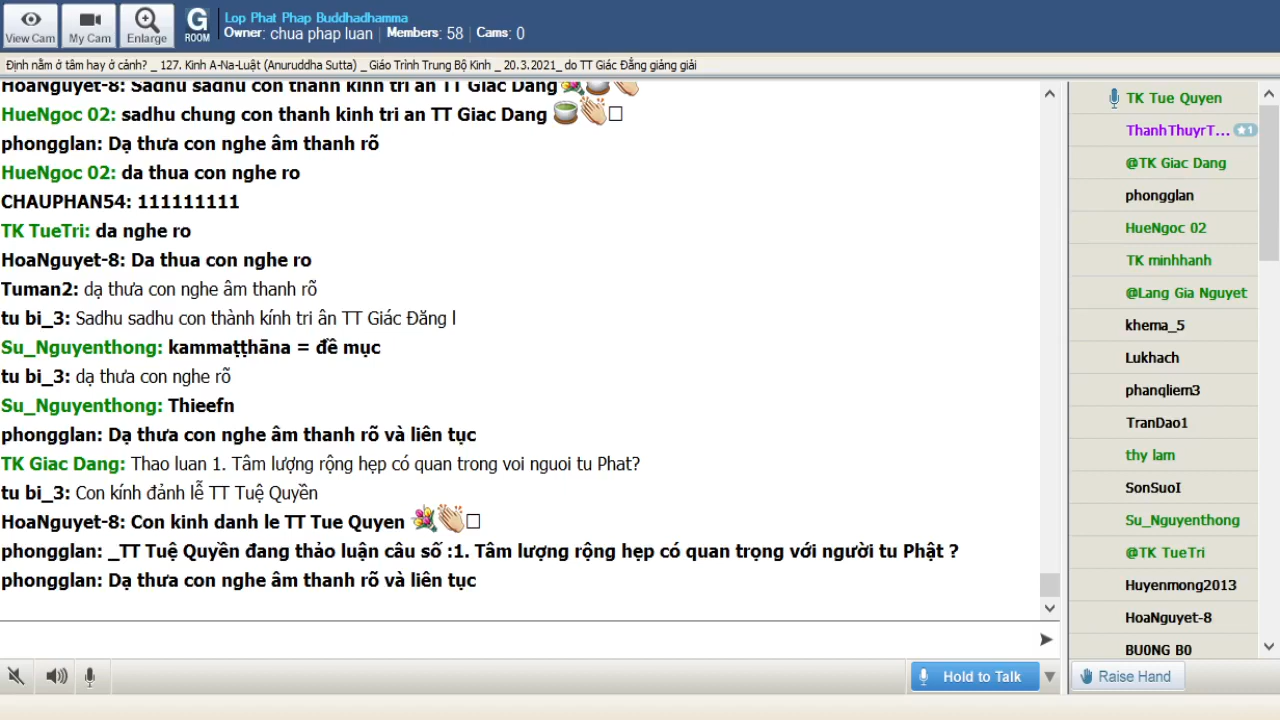 View Cam
My Cam
Enlarge
G
ROOM
Lop Phat Phap Buddhadhamma
Owner: chua phap luan | Members: 58 | Cams: 0
Định nằm ở tâm hay ở cảnh? _ 127. Kinh A-Na-Luật (Anuruddha Sutta) _ Giáo Trình Trung Bộ Kinh _ 20.3.2021_ do TT Giác Đẳng giảng giải
HoaNguyet-8: Sadhu sadhu con thanh kinh tri an TT Giac Dang
HueNgoc 02: sadhu chung con thanh kinh tri an TT Giac Dang
phongglan: Dạ thưa con nghe âm thanh rõ
HueNgoc 02: da thua con nghe ro
CHAUPHAN54: 111111111
TK TueTri: da nghe ro
HoaNguyet-8: Da thua con nghe ro
Tuman2: dạ thưa con nghe âm thanh rõ
tu bi_3: Sadhu sadhu con thành kính tri ân TT Giác Đăng l
Su_Nguyenthong: kammaṭṭhāna = đề mục
tu bi_3: dạ thưa con nghe rỡ
Su_Nguyenthong: Thieefn
phongglan: Dạ thưa con nghe âm thanh rõ và liên tục
TK Giac Dang: Thao luan 1. Tâm lượng rộng hẹp có quan trong voi nguoi tu Phat?
tu bi_3: Con kính đảnh lễ TT Tuệ Quyền
HoaNguyet-8: Con kinh danh le TT Tue Quyen
phongglan: _TT Tuệ Quyền đang thảo luận câu số :1. Tâm lượng rộng hẹp có quan trọng với người tu Phật ?
phongglan: Dạ thưa con nghe âm thanh rõ và liên tục
Hold to Talk
TK Tue Quyen
ThanhThuyrT... 1
@TK Giac Dang
phongglan
HueNgoc 02
TK minhhanh
@Lang Gia Nguyet
khema_5
Lukhach
phanqliem3
TranDao1
thy lam
SonSuoI
Su_Nguyenthong
@TK TueTri
Huyenmong2013
HoaNguyet-8
BU0NG B0
Raise Hand